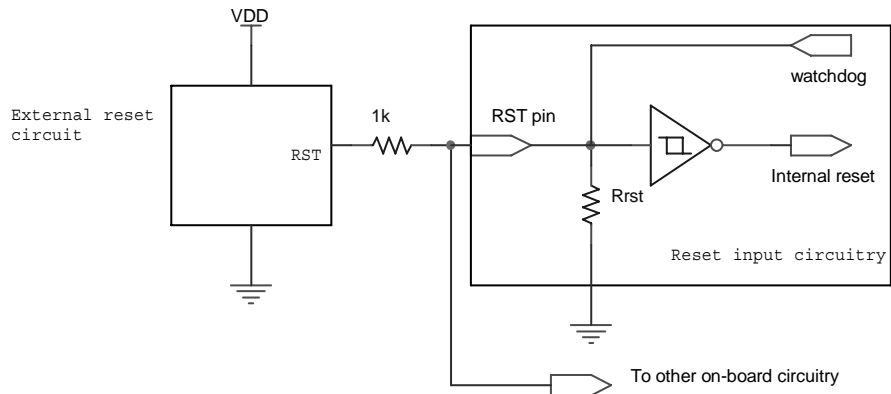 VDD
External reset
circuit
RST
1k
RST pin
watchdog
Internal reset
Rrst
Reset input circuitry
To other on-board circuitry